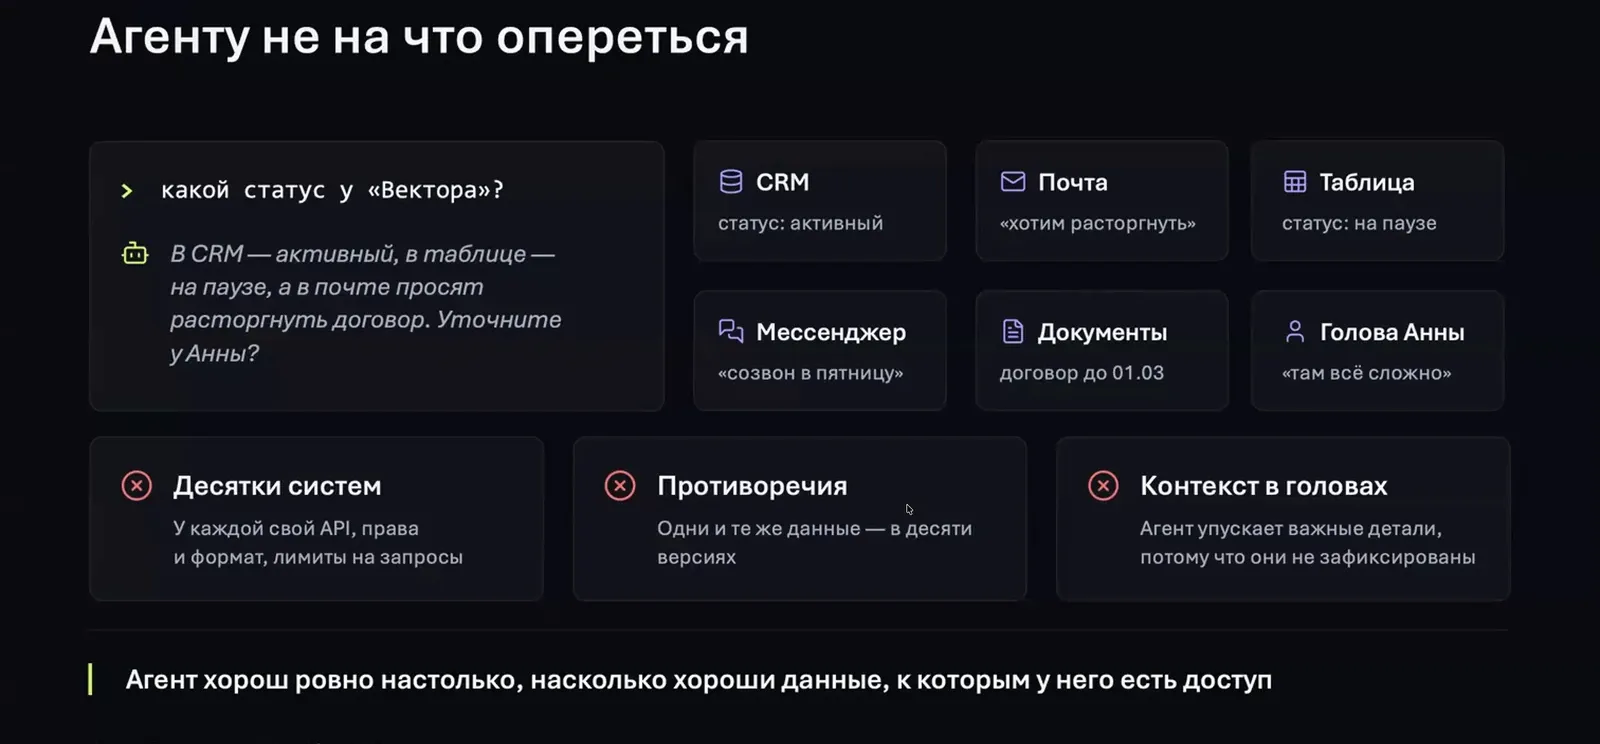 Агенту не на что опереться
> какой статус у «Вектора»?
В CRM — активный, в таблице —
на паузе, а в почте просят
расторгнуть договор. Уточните
у Анны?
CRM
статус: активный
Почта
«хотим расторгнуть»
Таблица
статус: на паузе
Мессенджер
«созвон в пятницу»
Документы
договор до 01.03
Голова Анны
«там всё сложно»
Десятки систем
У каждой свой API, права
и формат, лимиты на запросы
Противоречия
Одни и те же данные — в десяти
версиях
Контекст в головах
Агент упускает важные детали,
потому что они не зафиксированы
Агент хорош ровно настолько, насколько хороши данные, к которым у него есть доступ